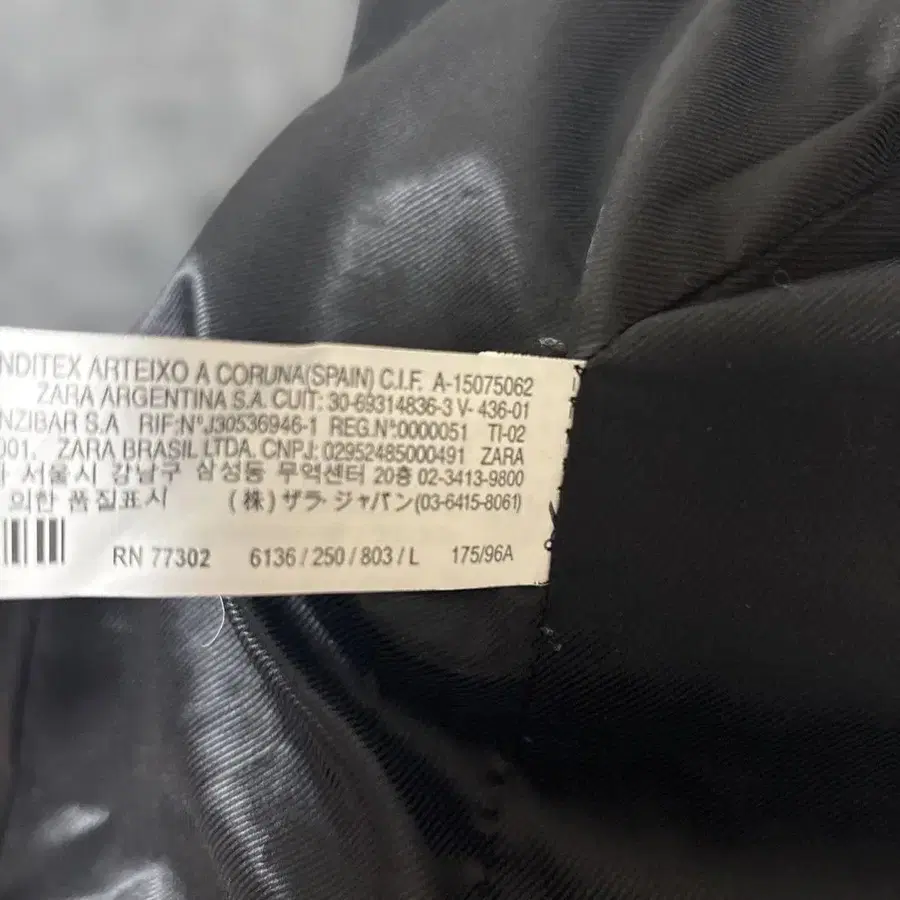 NDITEX ARTEIXO A CORUNA(SPAIN) C.I.F. A-15075062
ZARA ARGENTINA S.A. CUIT: 30-69314836-3 V- 436-01
NZIBAR S.A RIF:Nº.J30536946-1 REG.Nº:0000051 TI-02
001. ZARA BRASIL LTDA. CNPJ: 02952485000491 ZARA
서울시 강남구 삼성동 무역센터 20층 02-3413-9800
의한 품질표시 (株)ザラ ジャパン(03-6415-8061)
RN 77302 6136/250/803/L 175/96A